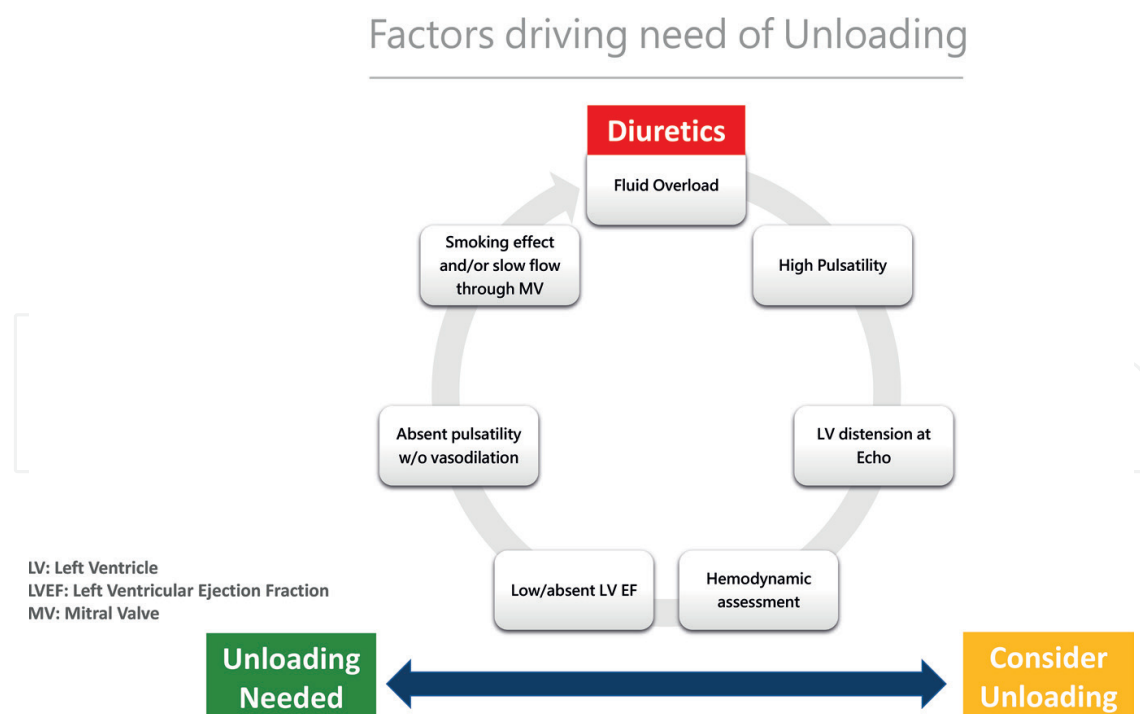 Factors driving need of Unloading
Diuretics
Fluid Overload
High Pulsatility
LV distension at
Echo
Hemodynamic
assessment
Low/absent LV EF
Absent pulsatility
w/o vasodilation
Smoking effect
and/or slow flow
through MV
LV: Left Ventricle
LVEF: Left Ventricular Ejection Fraction
MV: Mitral Valve
Unloading
Needed
Consider
Unloading